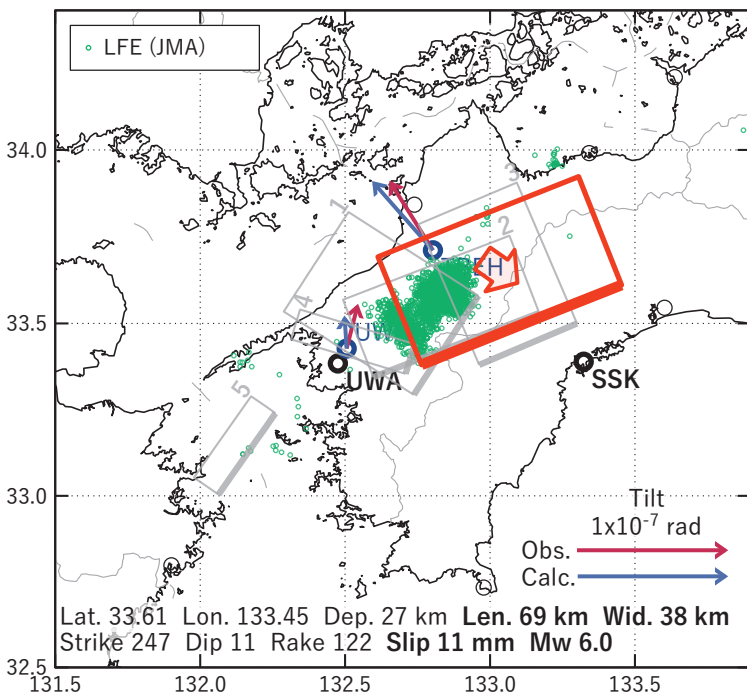 LFE (JMA)
34.0
33.5
33.0
32.5
3
1
2
4
5
UWA
SSK
Tilt
1x10-7 rad
Obs.
Calc.
Lat. 33.61 Lon. 133.45 Dep. 27 km Len. 69 km Wid. 38 km
Strike 247 Dip 11 Rake 122 Slip 11 mm Mw 6.0
131.5 132.0 132.5 133.0 133.5